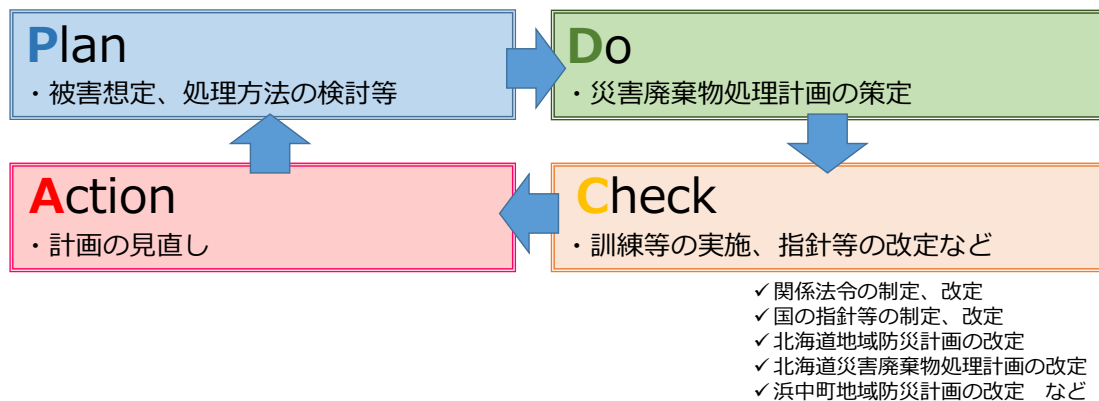 Plan
・被害想定、処理方法の検討等
Do
・災害廃棄物処理計画の策定
Action
・計画の見直し
Check
・訓練等の実施、指針等の改定など
✓関係法令の制定、改定
✓国の指針等の制定、改定
✓北海道地域防災計画の改定
✓北海道災害廃棄物処理計画の改定
✓浜中町地域防災計画の改定　など